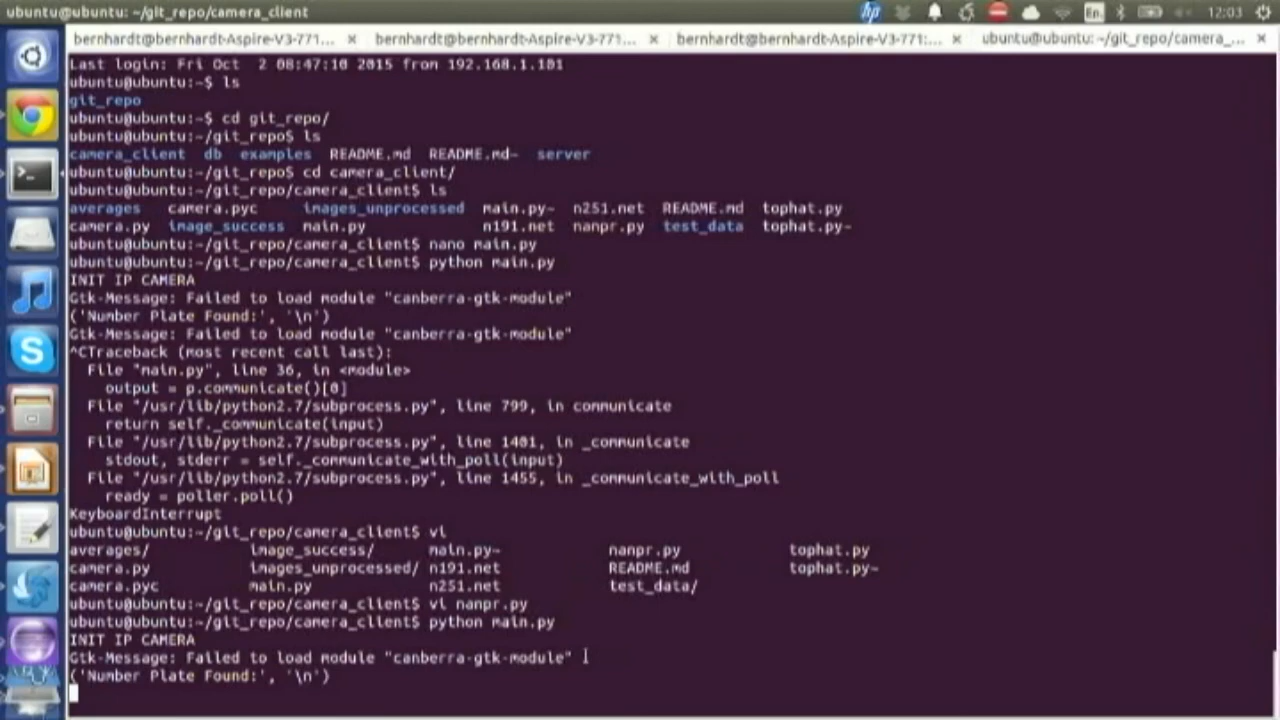 ubuntu@ubuntu: ~/git_repo/camera_client
hp
En
12:03
bernhardt@bernhardt-Aspire-V3-771... × bernhardt@bernhardt-Aspire-V3-771... × bernhardt@bernhardt-Aspire-V3-771:... × ubuntu@ubuntu: ~/git_repo/camera_... ×
Last login: Fri Oct  2 08:47:10 2015 from 192.168.1.101
ubuntu@ubuntu:~$ ls
git_repo
ubuntu@ubuntu:~$ cd git_repo/
ubuntu@ubuntu:~/git_repo$ ls
camera_client  db  examples  README.md  README.md~  server
ubuntu@ubuntu:~/git_repo$ cd camera_client/
ubuntu@ubuntu:~/git_repo/camera_client$ ls
averages   camera.pyc     images_unprocessed  main.py~  n251.net  README.md  tophat.py
camera.py  image_success  main.py             n191.net  nanpr.py  test_data  tophat.py~
ubuntu@ubuntu:~/git_repo/camera_client$ nano main.py
ubuntu@ubuntu:~/git_repo/camera_client$ python main.py
INIT IP CAMERA
Gtk-Message: Failed to load module "canberra-gtk-module"
('Number Plate Found:', '\n')
Gtk-Message: Failed to load module "canberra-gtk-module"
^CTraceback (most recent call last):
  File "main.py", line 36, in <module>
    output = p.communicate()[0]
  File "/usr/lib/python2.7/subprocess.py", line 799, in communicate
    return self._communicate(input)
  File "/usr/lib/python2.7/subprocess.py", line 1401, in _communicate
    stdout, stderr = self._communicate_with_poll(input)
  File "/usr/lib/python2.7/subprocess.py", line 1455, in _communicate_with_poll
    ready = poller.poll()
KeyboardInterrupt
ubuntu@ubuntu:~/git_repo/camera_client$ vi
averages/           image_success/      main.py~            nanpr.py            tophat.py
camera.py           images_unprocessed/ n191.net            README.md           tophat.py~
camera.pyc          main.py             n251.net            test_data/
ubuntu@ubuntu:~/git_repo/camera_client$ vi nanpr.py
ubuntu@ubuntu:~/git_repo/camera_client$ python main.py
INIT IP CAMERA
Gtk-Message: Failed to load module "canberra-gtk-module"
('Number Plate Found:', '\n')